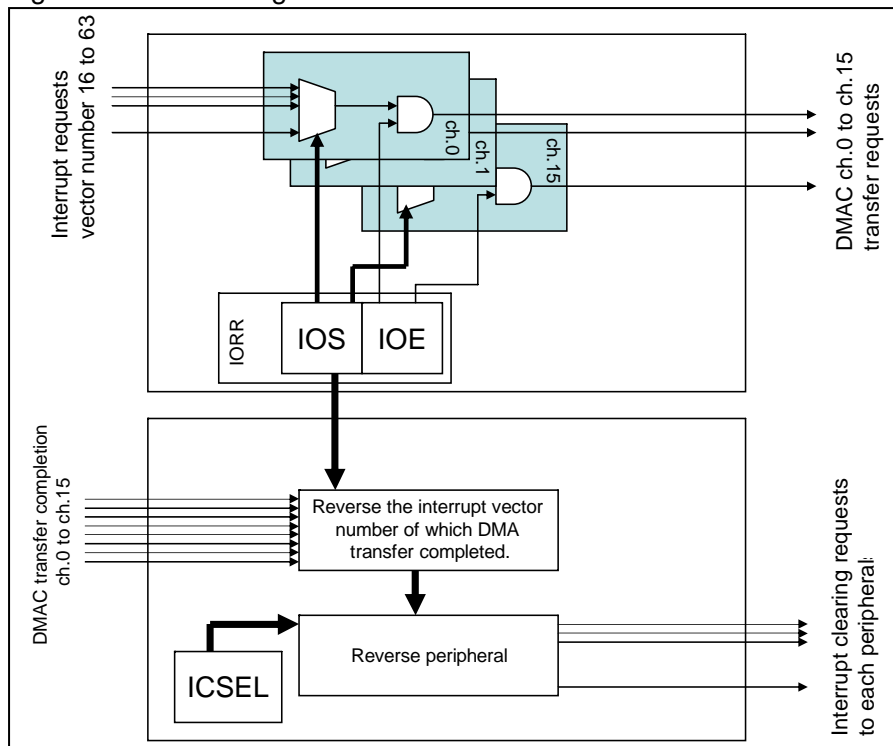 Interrupt requests
vector number 16 to 63
ch.0
ch.1
ch.15
DMAC ch.0 to ch.15
transfer requests
IORR
IOS
IOE
DMAC transfer completion
ch.0 to ch.15
Reverse the interrupt vector
number of which DMA
transfer completed.
Reverse peripheral
ICSEL
Interrupt clearing requests
to each peripheral